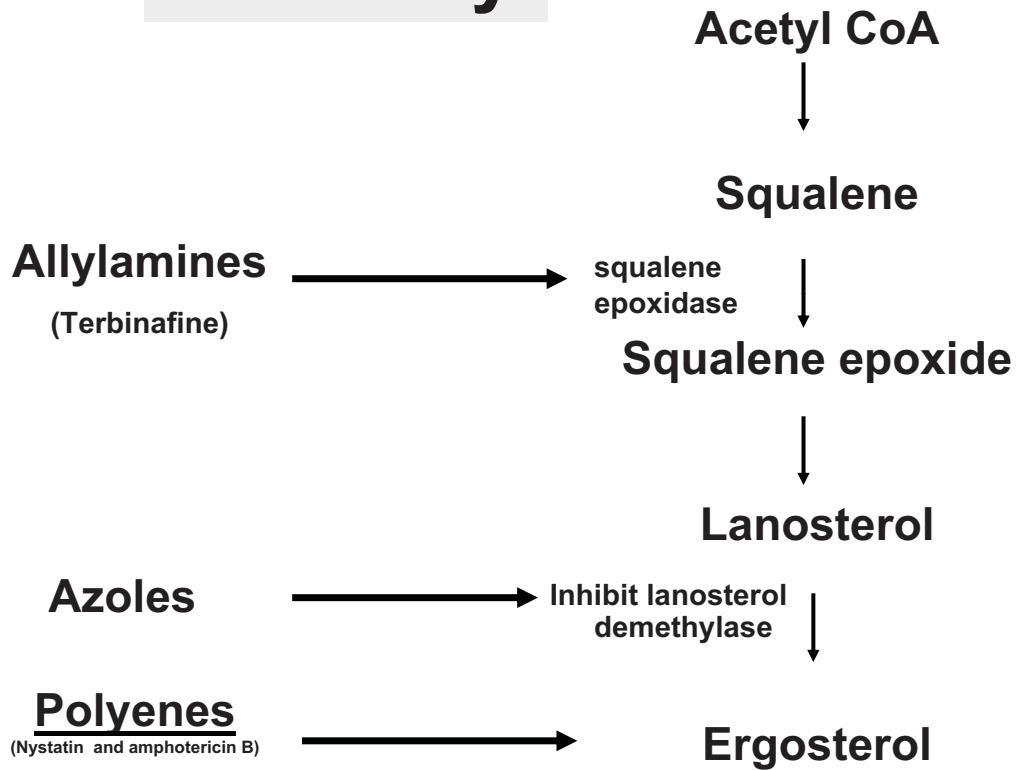 Acetyl CoA
Squalene
Allylamines
(Terbinafine)
squalene
epoxidase
Squalene epoxide
Lanosterol
Azoles
Inhibit lanosterol
demethylase
Polyenes
(Nystatin and amphotericin B)
Ergosterol